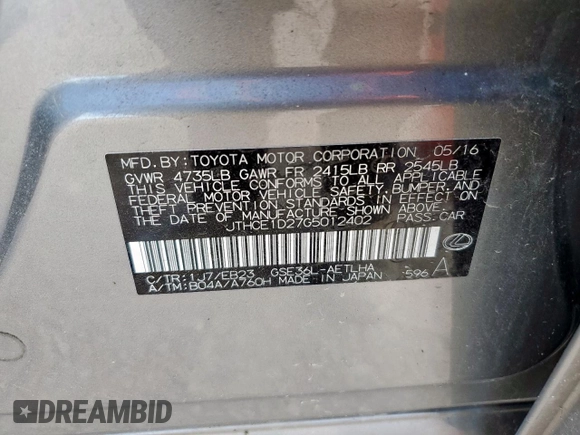 MFD.BY:TOYOTA MOTOR CORPORATION 05/16
GVWR 4735LB GAWR FR 2415LB RR 2545LB
THIS VEHICLE CONFORMS TO ALL APPLICABLE
FEDERAL MOTOR VEHICLE SAFETY, BUMPER, AND
THEFT PREVENTION STANDARDS IN EFFECT ON
THE DATE OF MANUFACTURE SHOWN ABOVE.
JTHCE1D27G5012402 PASS.CAR
C/TR:1J7/EB23 GSE36L-AETLHA
A/TM:B04A/A760H MADE IN JAPAN 596 A
DREAMBID